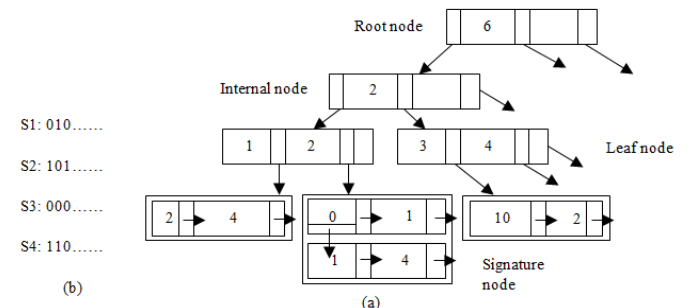 Root node
6
Internal node
2
S1: 010......
1 2
3 4
Leaf node
S2: 101......
S3: 000......
2 4
0 1
10 2
S4: 110......
1 4
Signature
node
(b)
(a)